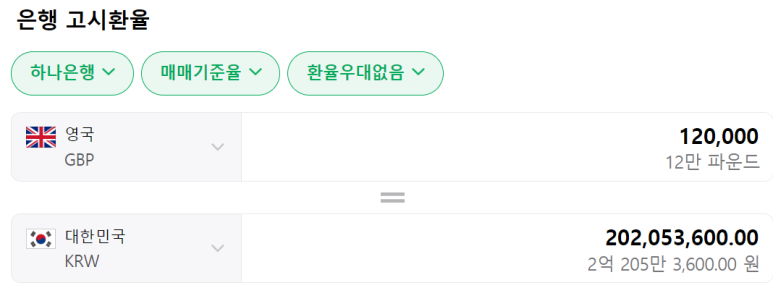 은행 고시환율
하나은행 매매기준율 환율우대없음
영국
GBP
120,000
12만 파운드
대한민국
KRW
202,053,600.00
2억 205만 3,600.00 원